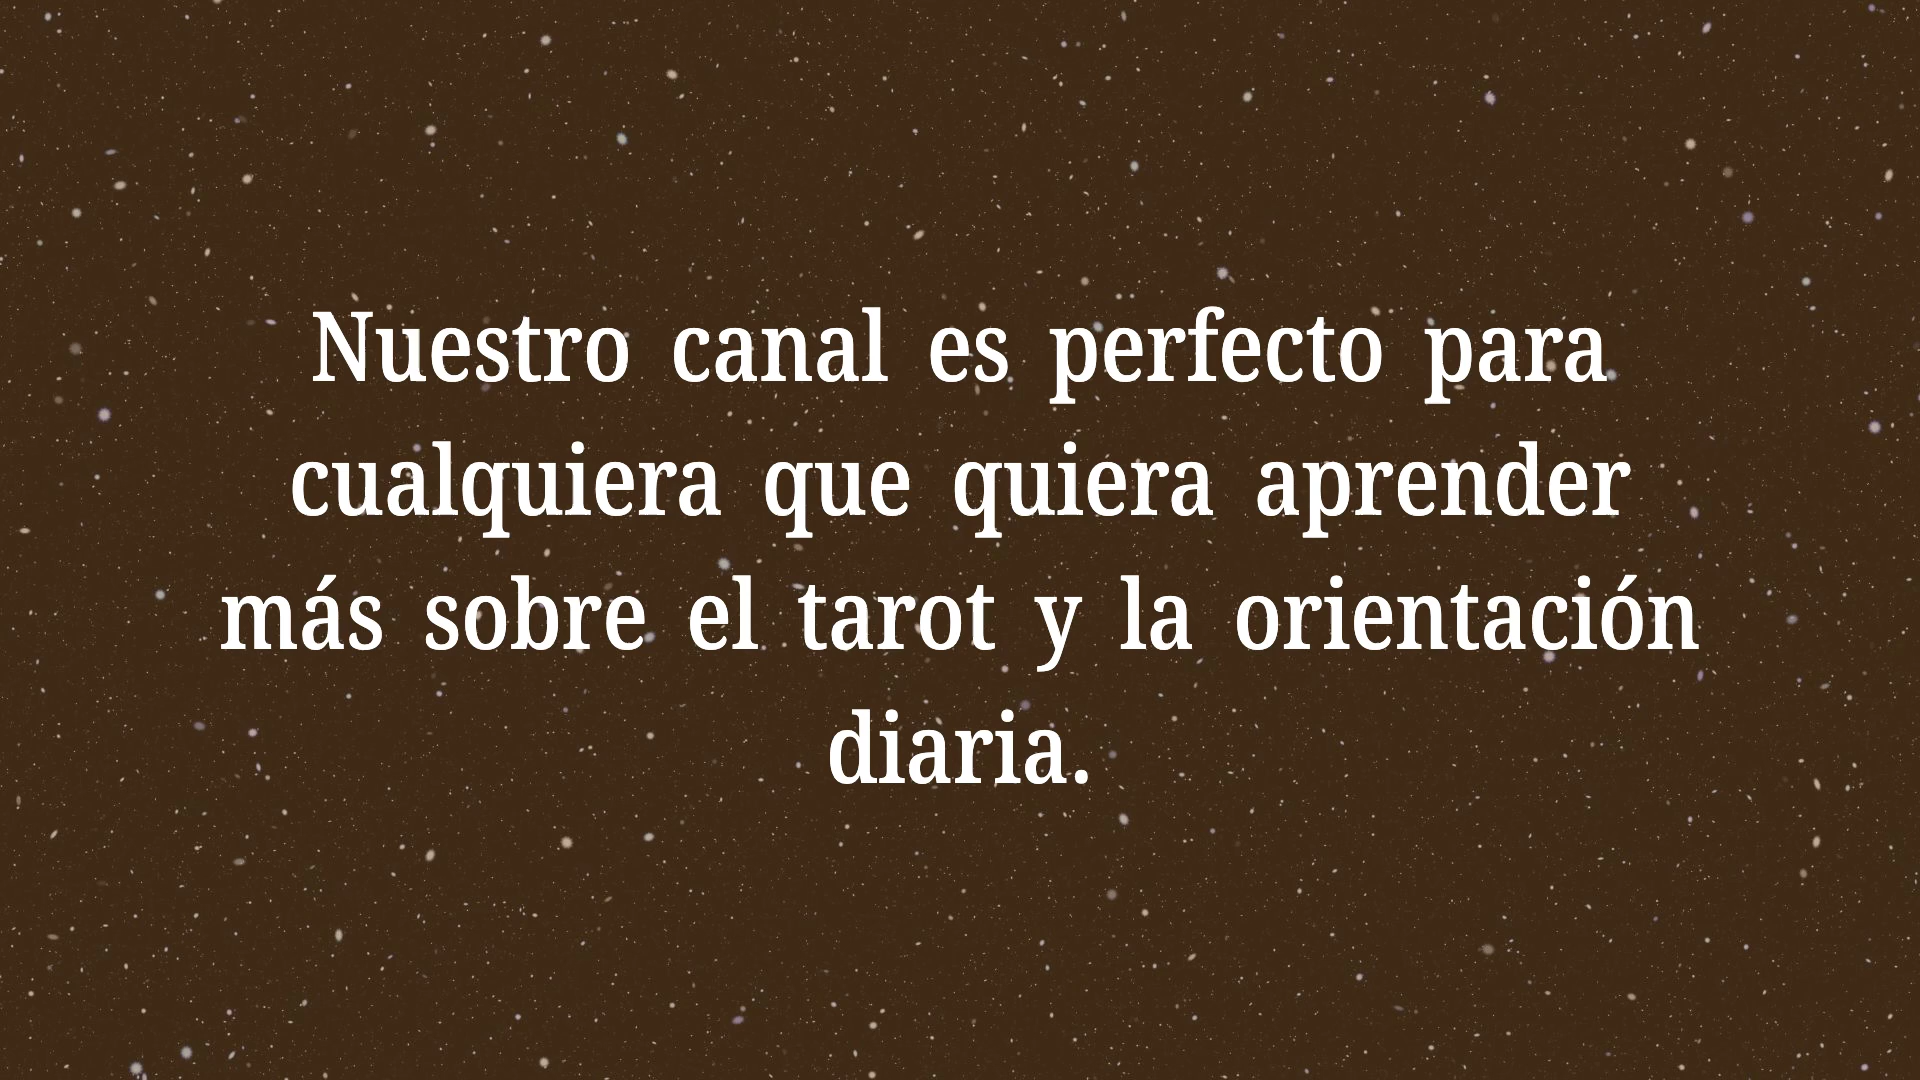 Nuestro canal es perfecto para
cualquiera que quiera aprender
más sobre el tarot y la orientación
diaria.